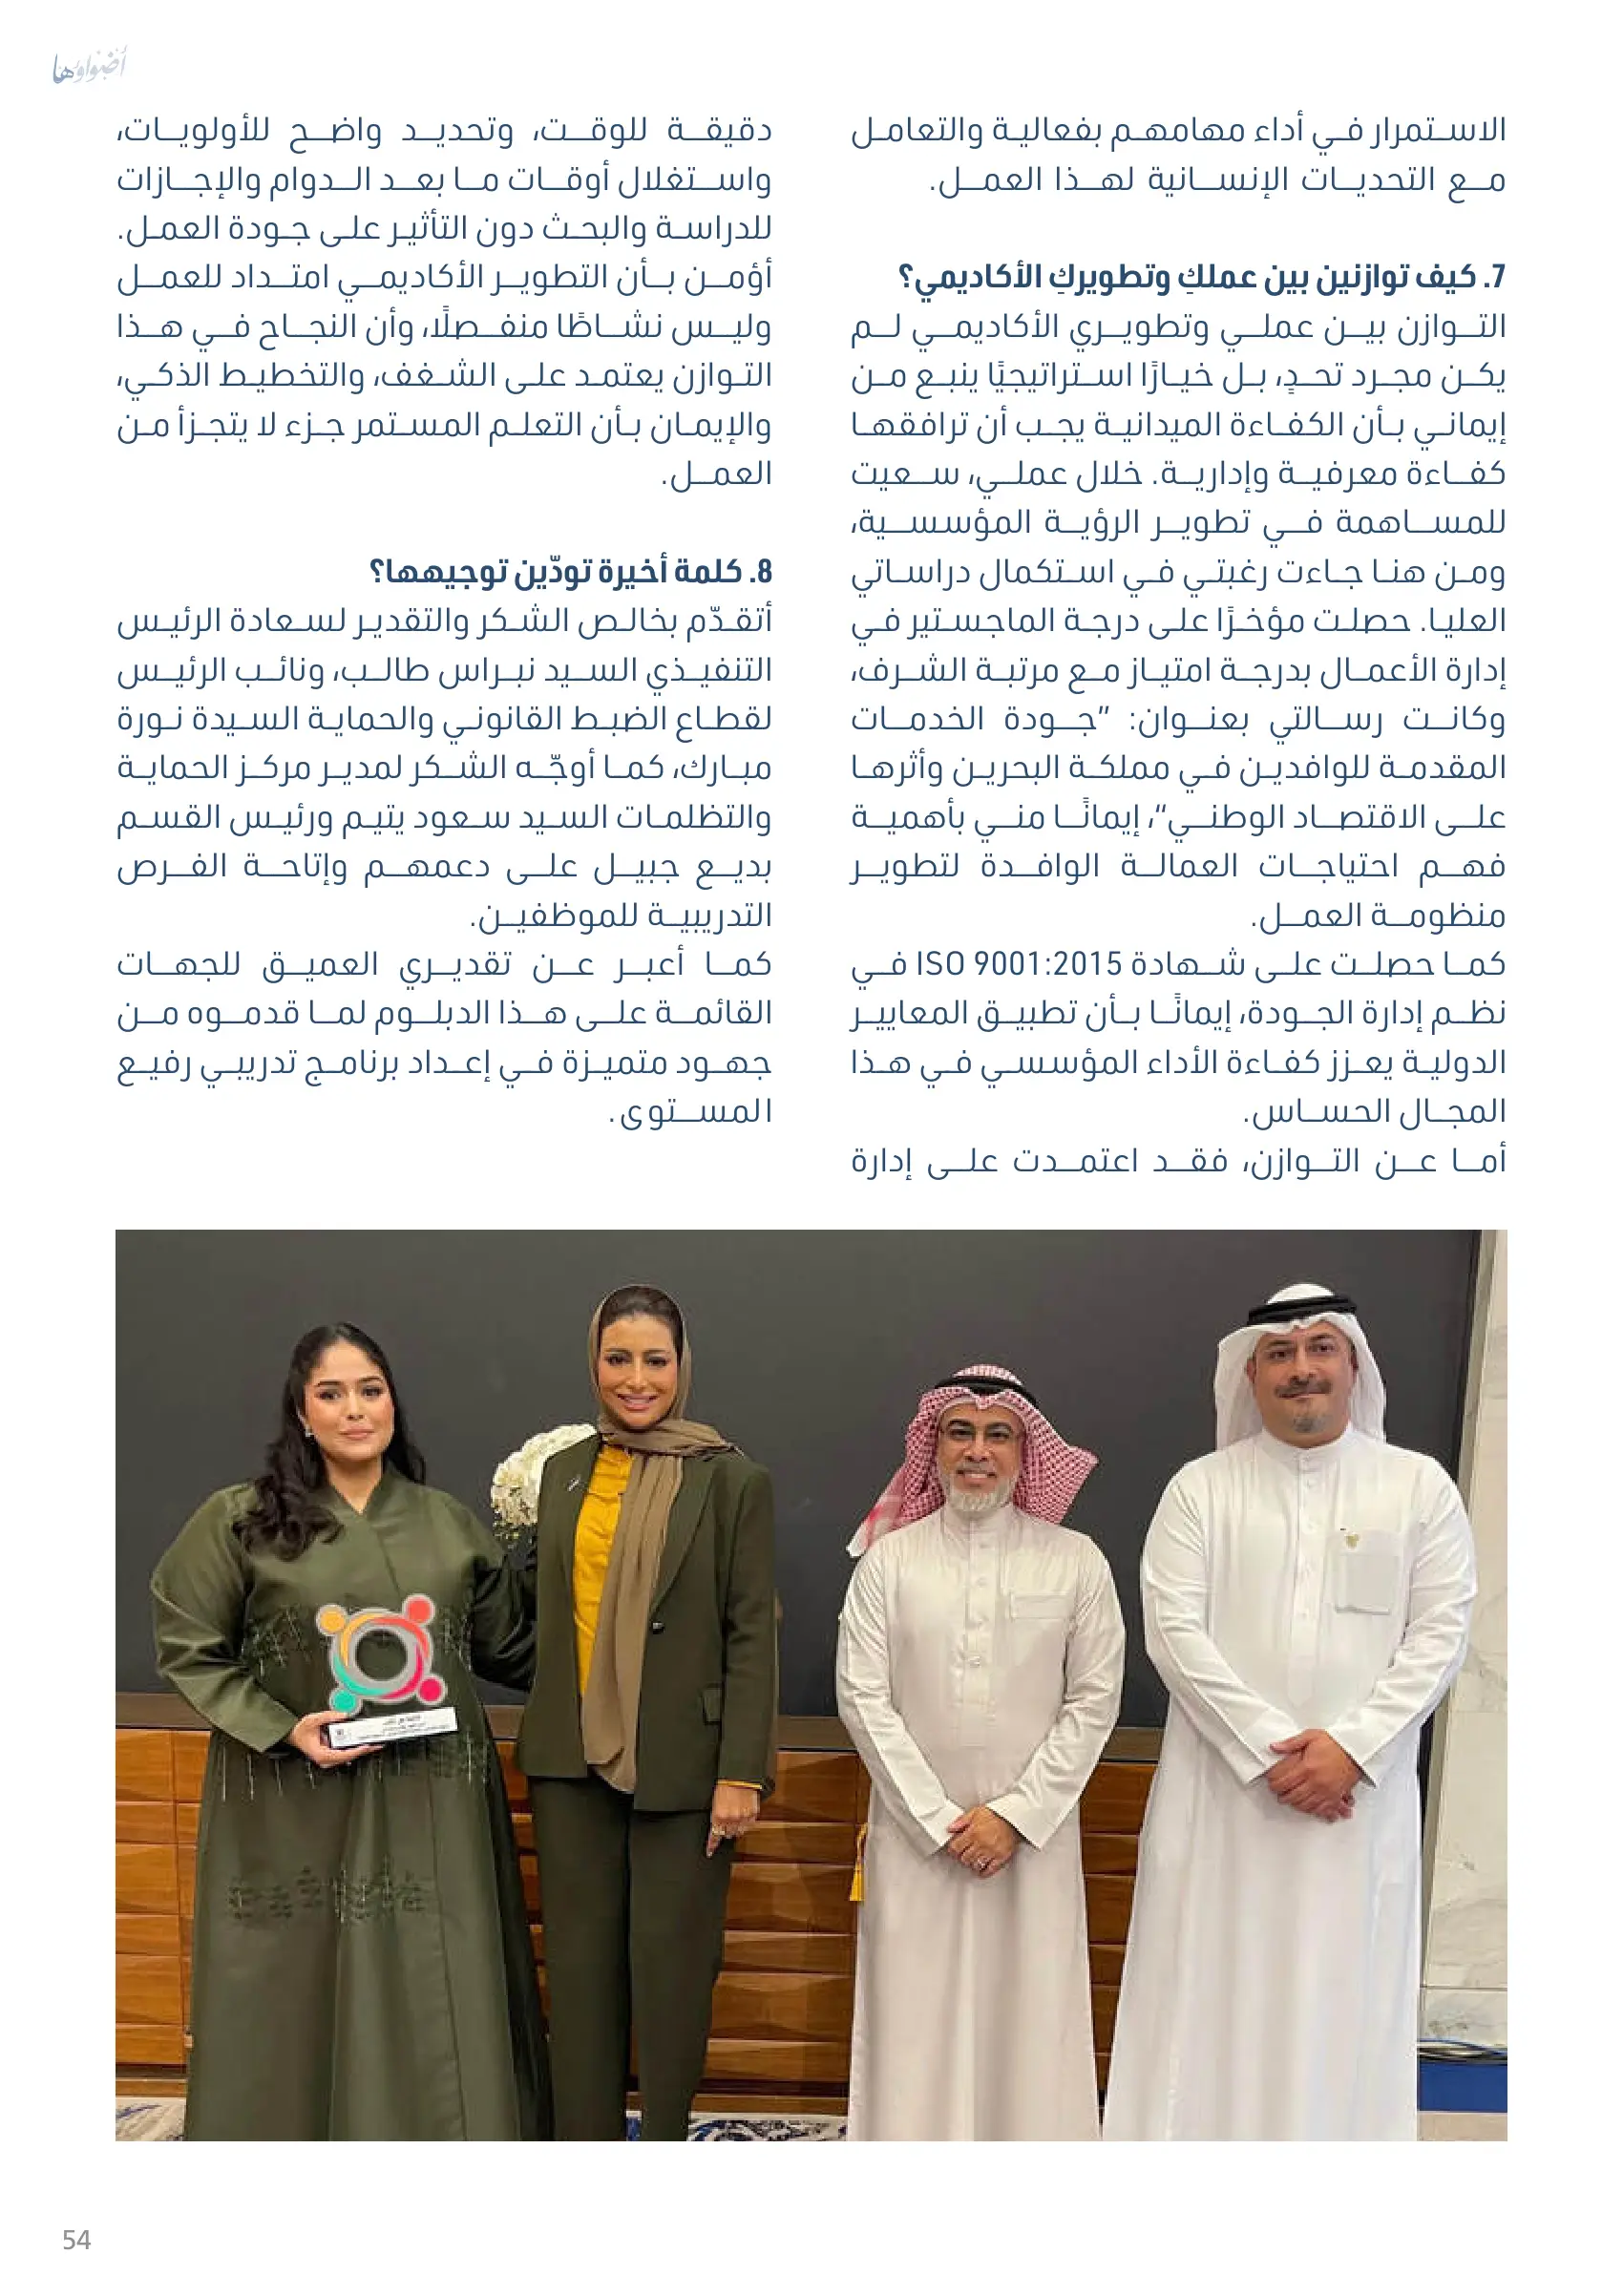 أضواؤها
الاستمرار في أداء مهامهم بفعالية والتعامل
مع التحديات الإنسانية لهذا العمل.
7. كيف توازنين بين عملكِ وتطويركِ الأكاديمي؟
التوازن بين عملي وتطويري الأكاديمي لم
يكن مجرد تحدٍ، بل خيارًا استراتيجيًا ينبع من
إيماني بأن الكفاءة الميدانية يجب أن ترافقها
كفاءة معرفية وإدارية. خلال عملي، سعيت
للمساهمة في تطوير الرؤية المؤسسية،
ومن هنا جاءت رغبتي في استكمال دراساتي
العليا. حصلت مؤخرًا على درجة الماجستير في
إدارة الأعمال بدرجة امتياز مع مرتبة الشرف،
وكانت رسالتي بعنوان: "جودة الخدمات
المقدمة للوافدين في مملكة البحرين وأثرها
على الاقتصاد الوطني"، إيمانًا مني بأهمية
فهم احتياجات العمالة الوافدة لتطوير
منظومة العمل.
كما حصلت على شهادة ISO 9001:2015 في
نظم إدارة الجودة، إيمانًا بأن تطبيق المعايير
الدولية يعزز كفاءة الأداء المؤسسي في هذا
المجال الحساس.
أما عن التوازن، فقد اعتمدت على إدارة
دقيقة للوقت، وتحديد واضح للأولويات،
واستغلال أوقات ما بعد الدوام والإجازات
للدراسة والبحث دون التأثير على جودة العمل.
أؤمن بأن التطوير الأكاديمي امتداد للعمل
وليس نشاطًا منفصلًا، وأن النجاح في هذا
التوازن يعتمد على الشغف، والتخطيط الذكي،
والإيمان بأن التعلم المستمر جزء لا يتجزأ من
العمل.
8. كلمة أخيرة تودّين توجيهها؟
أتقدّم بخالص الشكر والتقدير لسعادة الرئيس
التنفيذي السيد نبراس طالب، ونائب الرئيس
لقطاع الضبط القانوني والحماية السيدة نورة
مبارك، كما أوجّه الشكر لمدير مركز الحماية
والتظلمات السيد سعود يتيم ورئيس القسم
بديع جبيل على دعمهم وإتاحة الفرص
التدريبية للموظفين.
كما أعبر عن تقديري العميق للجهات
القائمة على هذا الدبلوم لما قدموه من
جهود متميزة في إعداد برنامج تدريبي رفيع
المستوى.
54